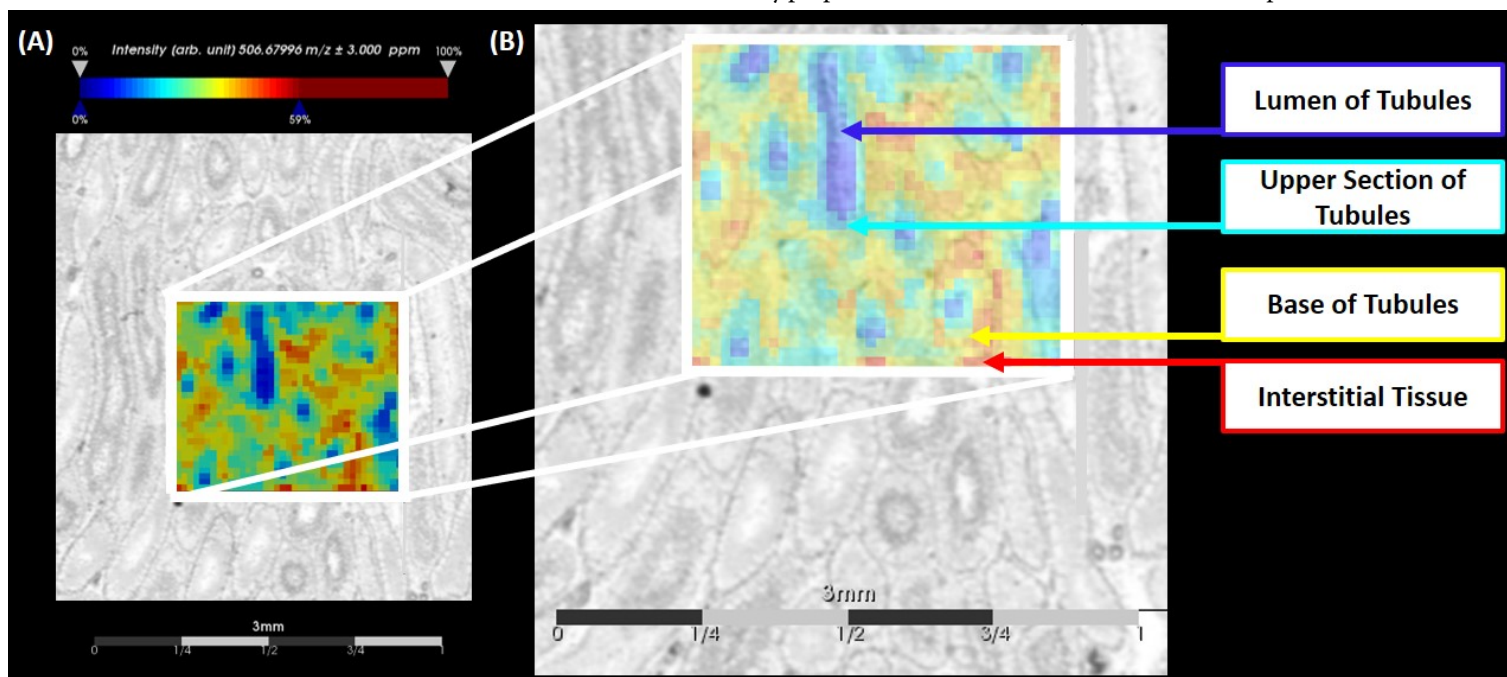 (A)
0% Intensity (arb. unit) 506.67996 m/z ± 3.000 ppm 100%
0% 59%
3mm
0 1/4 1/2 3/4 1
(B)
3mm
0 1/4 1/2 3/4 1
Lumen of Tubules
Upper Section of
Tubules
Base of Tubules
Interstitial Tissue